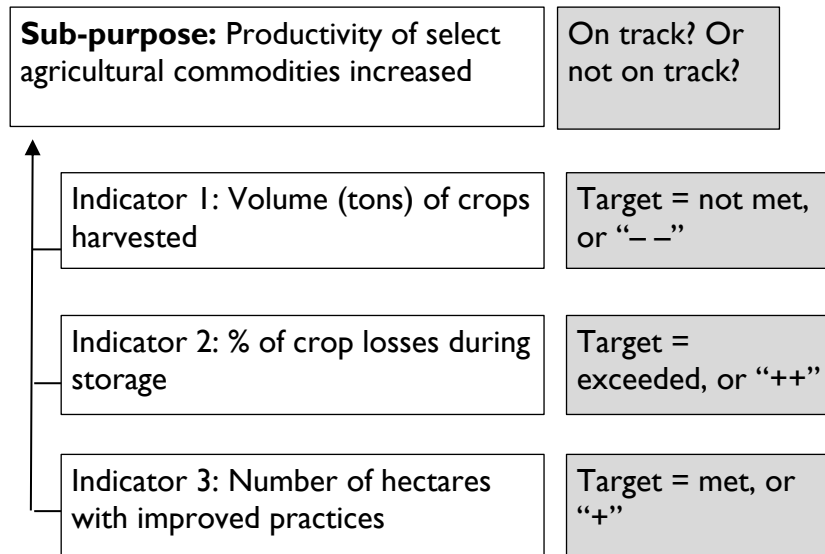 Sub-purpose: Productivity of select
agricultural commodities increased
On track? Or
not on track?
Indicator 1: Volume (tons) of crops
harvested
Target = not met,
or “– –”
Indicator 2: % of crop losses during
storage
Target =
exceeded, or “++”
Indicator 3: Number of hectares
with improved practices
Target = met, or
“+”